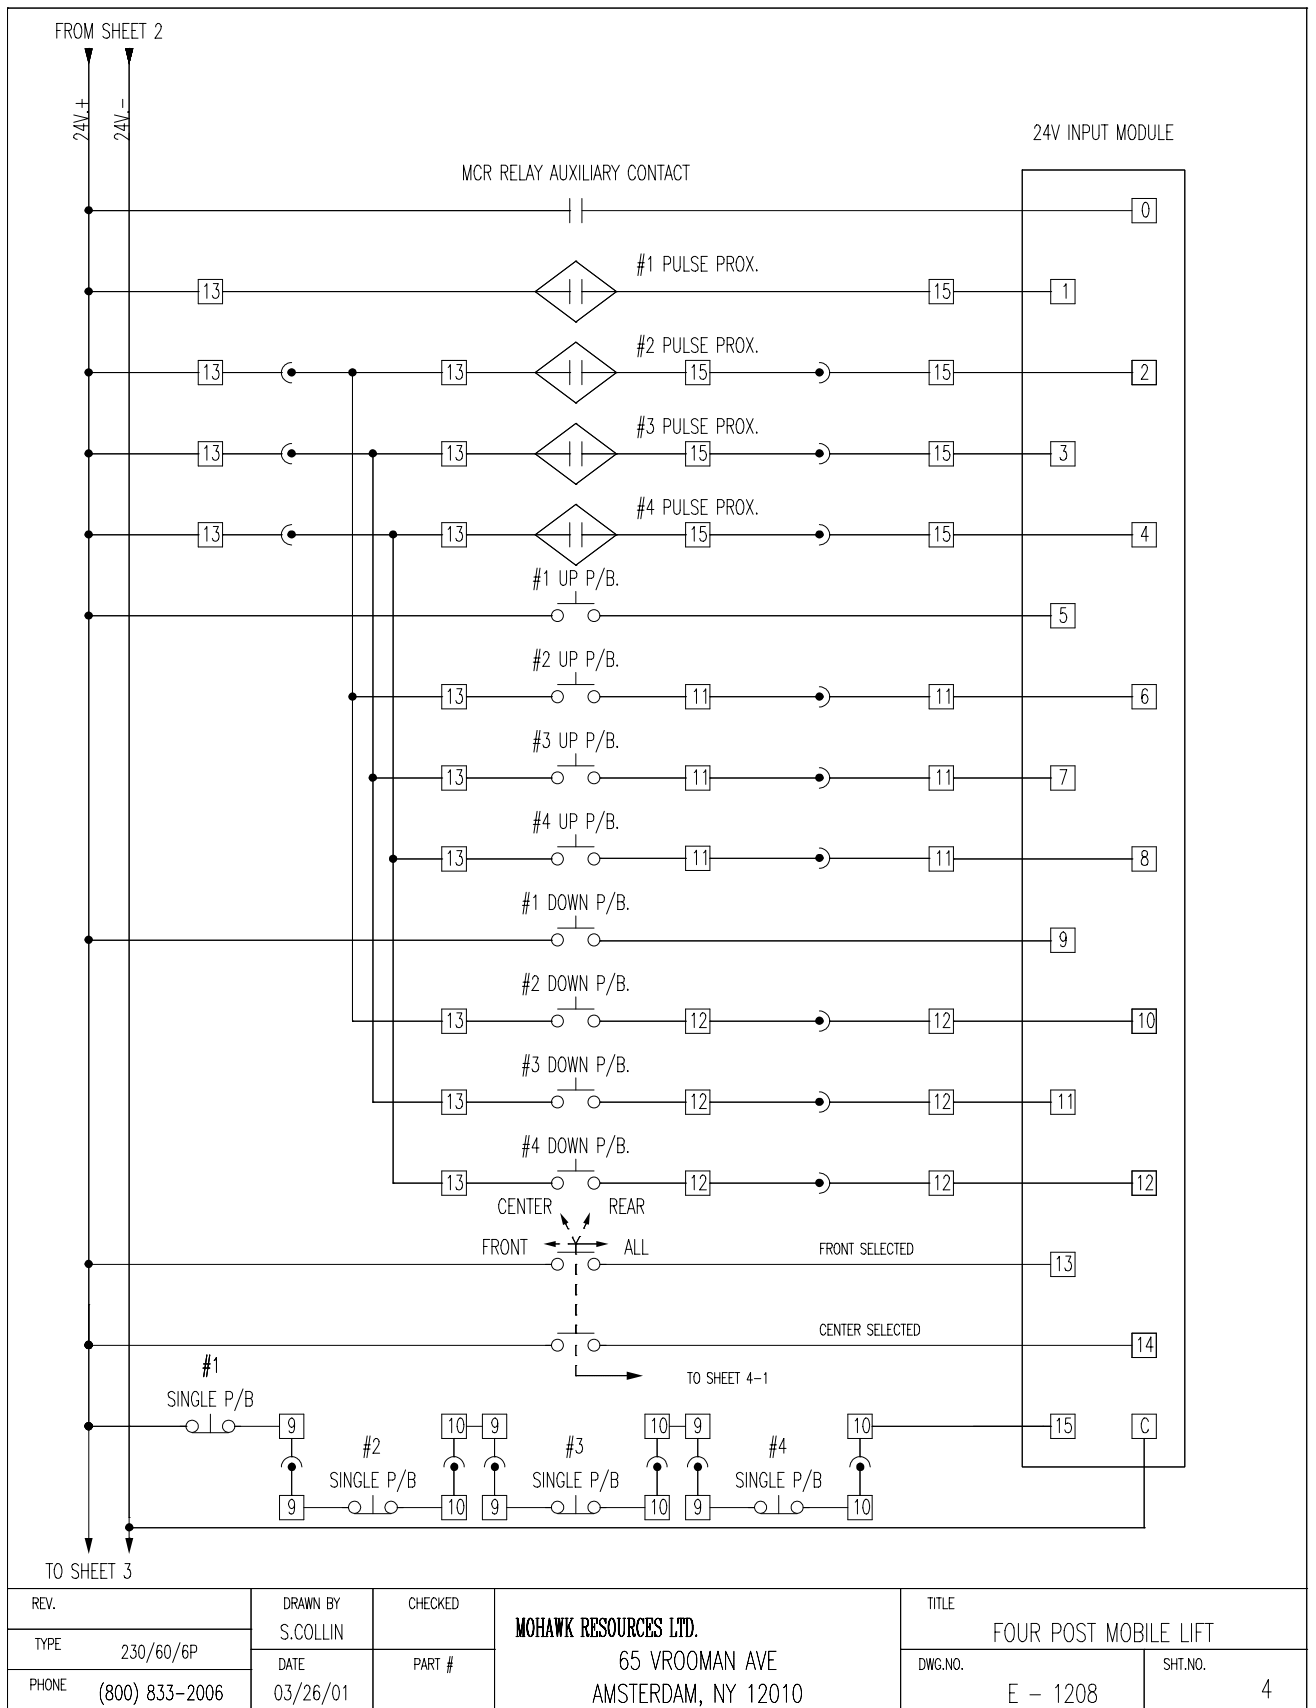 FROM SHEET 2
24V.+
24V.-
24V INPUT MODULE
MCR RELAY AUXILIARY CONTACT
0
#1 PULSE PROX.
13 15 1
#2 PULSE PROX.
13 13 15 15 2
#3 PULSE PROX.
13 13 15 15 3
#4 PULSE PROX.
13 13 15 15 4
#1 UP P/B.
5
#2 UP P/B.
13 11 11 6
#3 UP P/B.
13 11 11 7
#4 UP P/B.
13 11 11 8
#1 DOWN P/B.
9
#2 DOWN P/B.
13 12 12 10
#3 DOWN P/B.
13 12 12 11
#4 DOWN P/B.
13 12 12 12
CENTER REAR
FRONT ALL
FRONT SELECTED
13
CENTER SELECTED
14
TO SHEET 4-1
#1
SINGLE P/B
9 10 9 10 9 10 15 C
#2 #3 #4
SINGLE P/B SINGLE P/B SINGLE P/B
9 10 9 10 9 10
TO SHEET 3
REV.
TYPE 230/60/6P
PHONE (800) 833-2006
DRAWN BY
S.COLLIN
DATE
03/26/01
CHECKED
PART #
MOHAWK RESOURCES LTD.
65 VROOMAN AVE
AMSTERDAM, NY 12010
TITLE
FOUR POST MOBILE LIFT
DWG.NO.
E - 1208
SHT.NO.
4